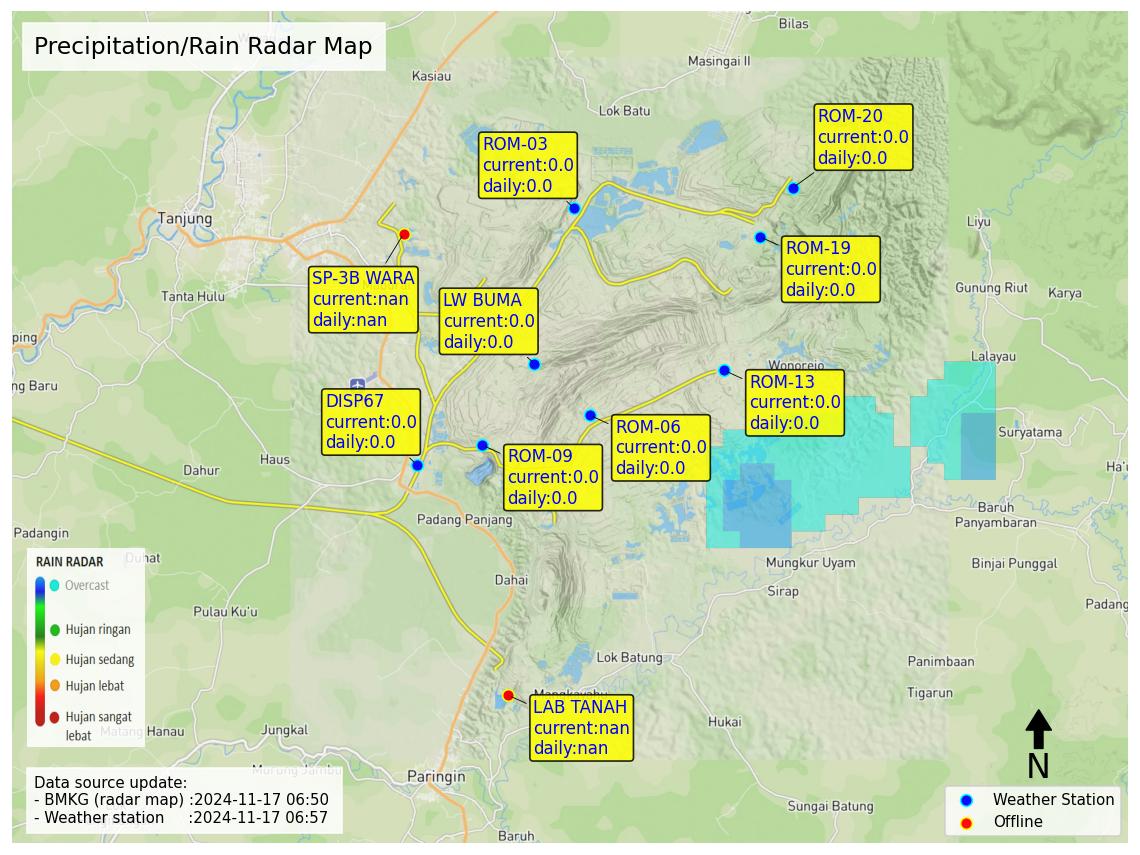 Precipitation/Rain Radar Map
Bilas
Masingai II
Kasiau
Lok Batu
ROM-20
current:0.0
daily:0.0
ROM-03
current:0.0
daily:0.0
Tanjung
Liyu
ROM-19
current:0.0
daily:0.0
SP-3B WARA
current:nan
daily:nan
LW BUMA
current:0.0
daily:0.0
Tanta Hulu
Gunung Riut
Karya
ping
Lalayau
Wonorejo
ng Baru
ROM-13
current:0.0
daily:0.0
DISP67
current:0.0
daily:0.0
ROM-06
current:0.0
daily:0.0
Suryatama
ROM-09
current:0.0
daily:0.0
Haus
Dahur
Ha'u
Baruh
Panyambaran
Padang Panjang
Padangin
Duhat
Mungkur Uyam
Binjai Punggal
Dahai
Sirap
Padang
Pulau Ku'u
RAIN RADAR
Overcast
Hujan ringan
Hujan sedang
Hujan lebat
Hujan sangat
lebat
Lok Batung
Panimbaan
Tigarun
Mangkayahu
LAB TANAH
current:nan
daily:nan
Hukai
Matang Hanau
Jungkal
Murung Jambu
Paringin
N
Data source update:
- BMKG (radar map) :2024-11-17 06:50
- Weather station :2024-11-17 06:57
Sungai Batung
Baruh
Weather Station
Offline